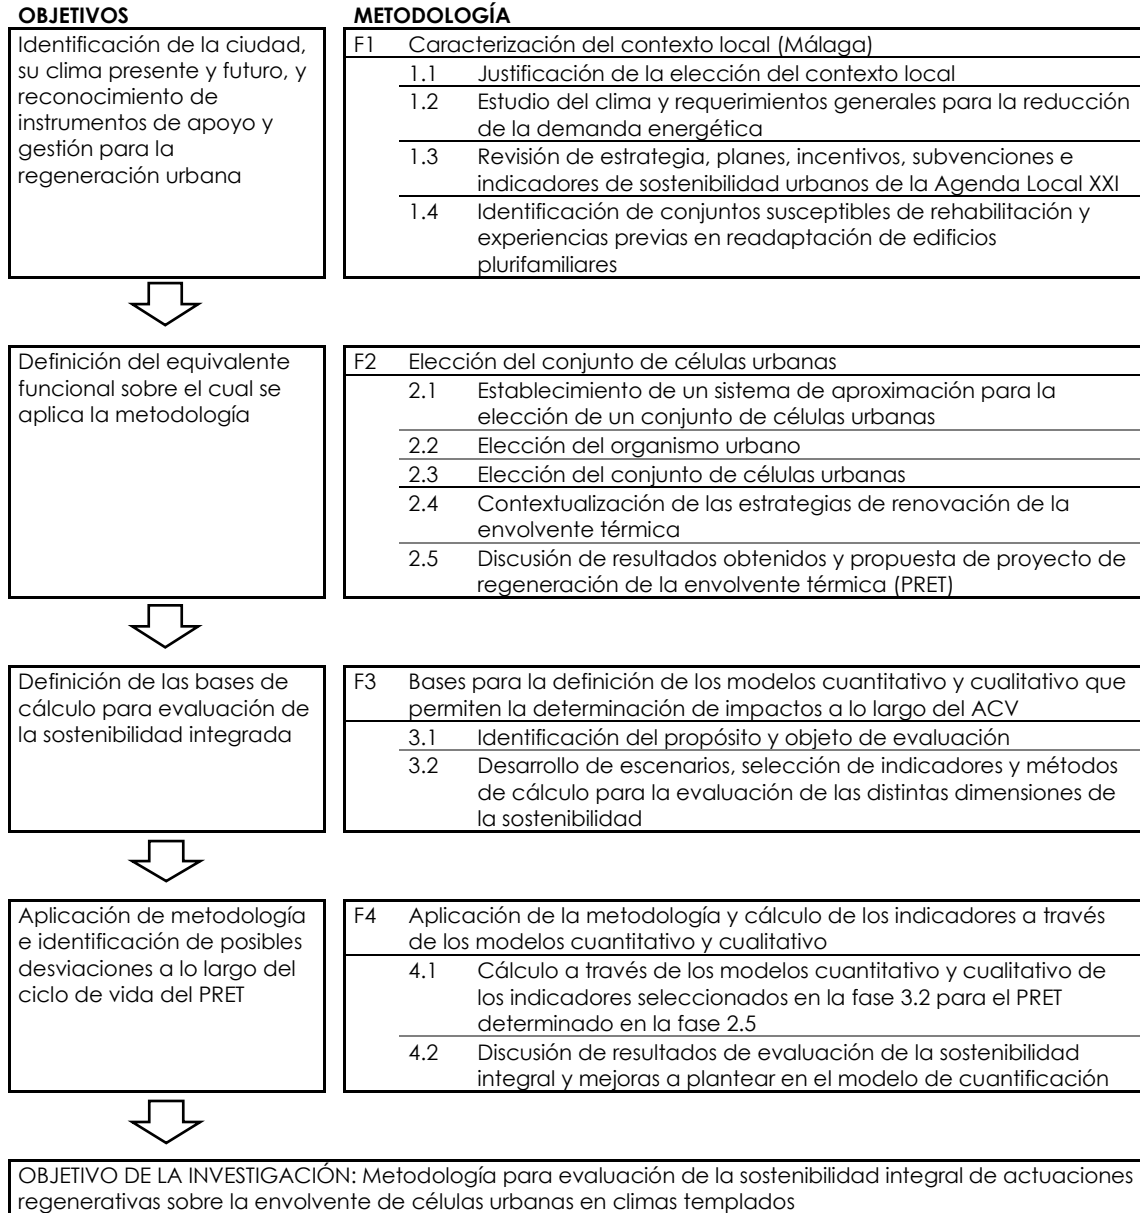 OBJETIVOS
METODOLOGÍA
Identificación de la ciudad,
su clima presente y futuro, y
reconocimiento de
instrumentos de apoyo y
gestión para la
regeneración urbana
F1 Caracterización del contexto local (Málaga)
1.1 Justificación de la elección del contexto local
1.2 Estudio del clima y requerimientos generales para la reducción
de la demanda energética
1.3 Revisión de estrategia, planes, incentivos, subvenciones e
indicadores de sostenibilidad urbanos de la Agenda Local XXI
1.4 Identificación de conjuntos susceptibles de rehabilitación y
experiencias previas en readaptación de edificios
plurifamiliares
Definición del equivalente
funcional sobre el cual se
aplica la metodología
F2 Elección del conjunto de células urbanas
2.1 Establecimiento de un sistema de aproximación para la
elección de un conjunto de células urbanas
2.2 Elección del organismo urbano
2.3 Elección del conjunto de células urbanas
2.4 Contextualización de las estrategias de renovación de la
envolvente térmica
2.5 Discusión de resultados obtenidos y propuesta de proyecto de
regeneración de la envolvente térmica (PRET)
Definición de las bases de
cálculo para evaluación de
la sostenibilidad integrada
F3 Bases para la definición de los modelos cuantitativo y cualitativo que
permiten la determinación de impactos a lo largo del ACV
3.1 Identificación del propósito y objeto de evaluación
3.2 Desarrollo de escenarios, selección de indicadores y métodos
de cálculo para la evaluación de las distintas dimensiones de
la sostenibilidad
Aplicación de metodología
e identificación de posibles
desviaciones a lo largo del
ciclo de vida del PRET
F4 Aplicación de la metodología y cálculo de los indicadores a través
de los modelos cuantitativo y cualitativo
4.1 Cálculo a través de los modelos cuantitativo y cualitativo de
los indicadores seleccionados en la fase 3.2 para el PRET
determinado en la fase 2.5
4.2 Discusión de resultados de evaluación de la sostenibilidad
integral y mejoras a plantear en el modelo de cuantificación
OBJETIVO DE LA INVESTIGACIÓN: Metodología para evaluación de la sostenibilidad integral de actuaciones
regenerativas sobre la envolvente de células urbanas en climas templados